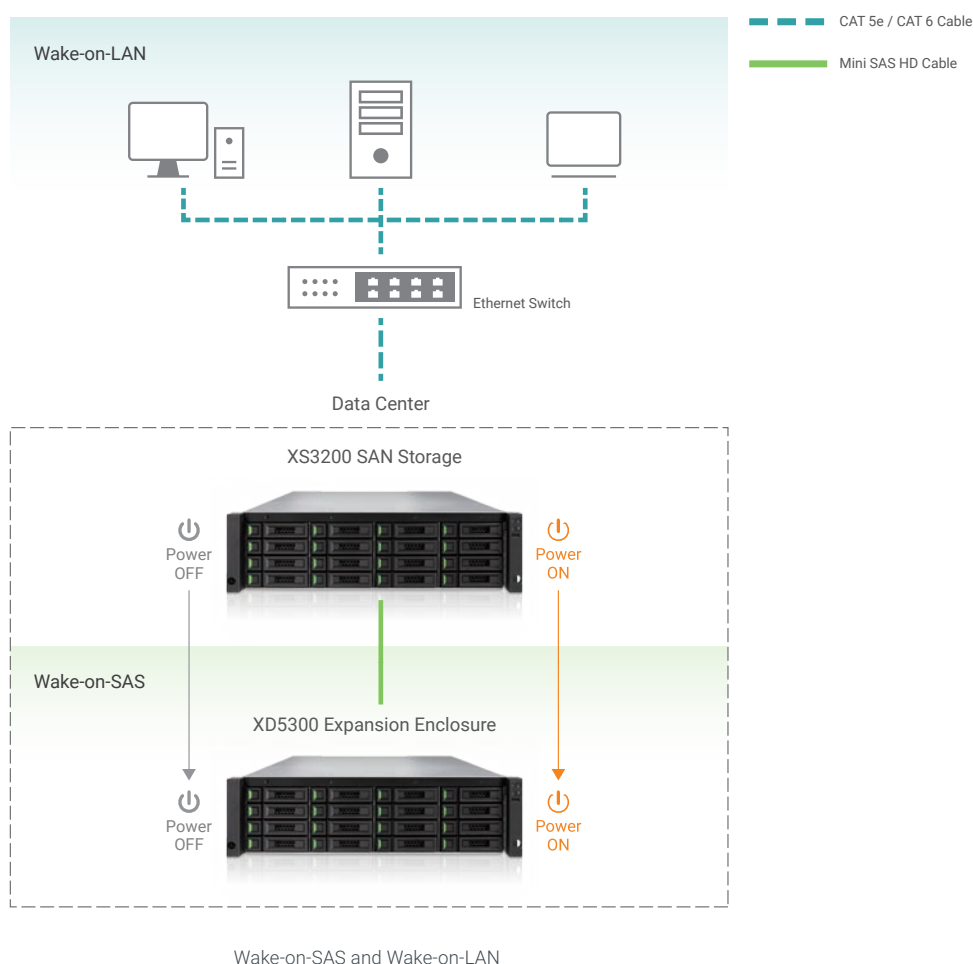 CAT 5e / CAT 6 Cable
Mini SAS HD Cable
Wake-on-LAN
Ethernet Switch
Data Center
XS3200 SAN Storage
Power
OFF
Power
ON
Wake-on-SAS
XD5300 Expansion Enclosure
Power
OFF
Power
ON
Wake-on-SAS and Wake-on-LAN